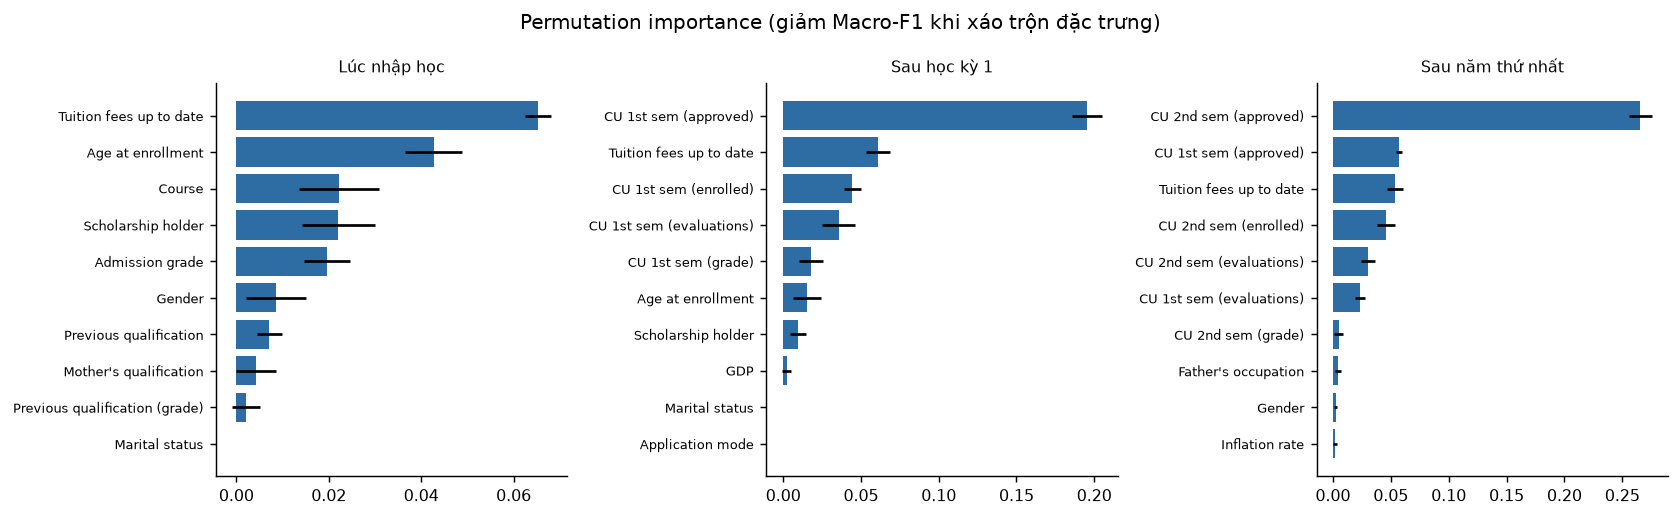 Permutation importance (giảm Macro-F1 khi xáo trộn đặc trưng)
Lúc nhập học
Tuition fees up to date
Age at enrollment
Course
Scholarship holder
Admission grade
Gender
Previous qualification
Mother's qualification
Previous qualification (grade)
Marital status
0.00 0.02 0.04 0.06
Sau học kỳ 1
CU 1st sem (approved)
Tuition fees up to date
CU 1st sem (enrolled)
CU 1st sem (evaluations)
CU 1st sem (grade)
Age at enrollment
Scholarship holder
GDP
Marital status
Application mode
0.00 0.05 0.10 0.15 0.20
Sau năm thứ nhất
CU 2nd sem (approved)
CU 1st sem (approved)
Tuition fees up to date
CU 2nd sem (enrolled)
CU 2nd sem (evaluations)
CU 1st sem (evaluations)
CU 2nd sem (grade)
Father's occupation
Gender
Inflation rate
0.00 0.05 0.10 0.15 0.20 0.25